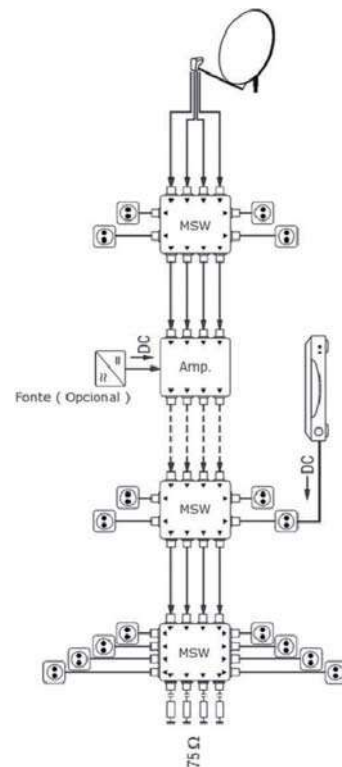 MSW
DC
Amp.
Fonte ( Opcional )
DC
MSW
MSW
75 Ω